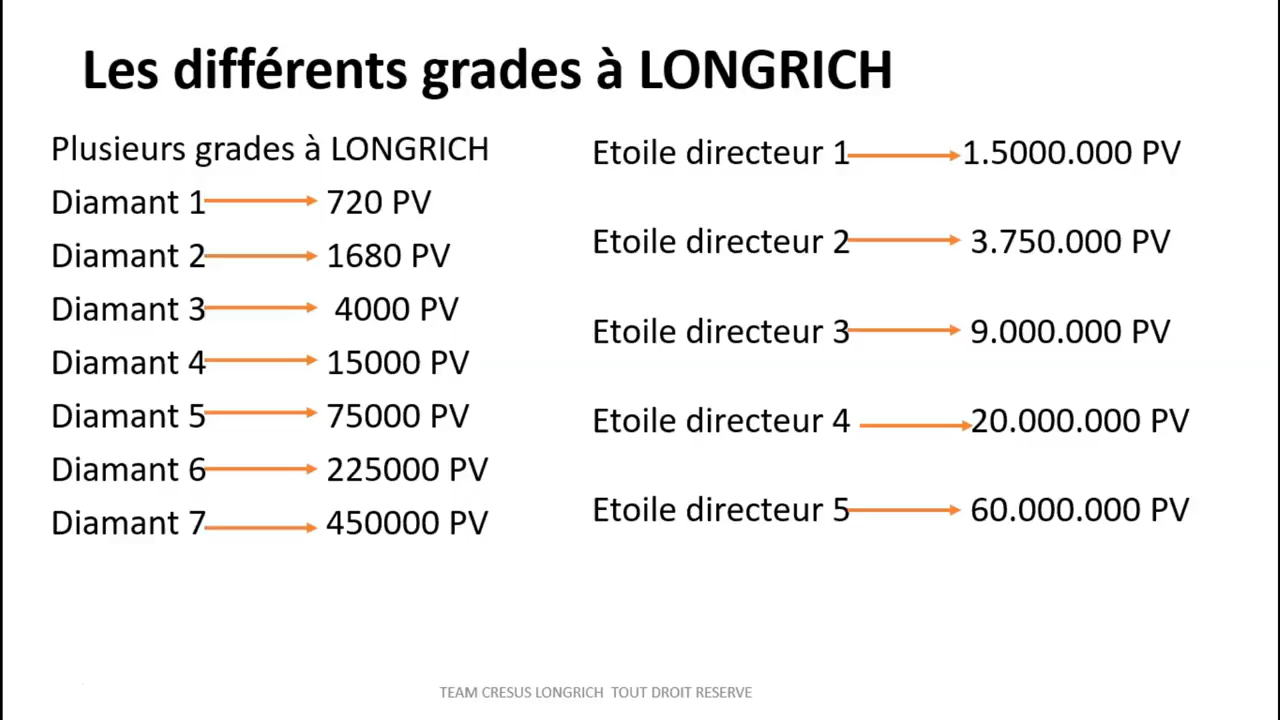 Les différents grades à LONGRICH
Plusieurs grades à LONGRICH
Diamant 1 720 PV
Diamant 2 1680 PV
Diamant 3 4000 PV
Diamant 4 15000 PV
Diamant 5 75000 PV
Diamant 6 225000 PV
Diamant 7 450000 PV
Etoile directeur 1 1.5000.000 PV
Etoile directeur 2 3.750.000 PV
Etoile directeur 3 9.000.000 PV
Etoile directeur 4 20.000.000 PV
Etoile directeur 5 60.000.000 PV
TEAM CRESUS LONGRICH TOUT DROIT RESERVE